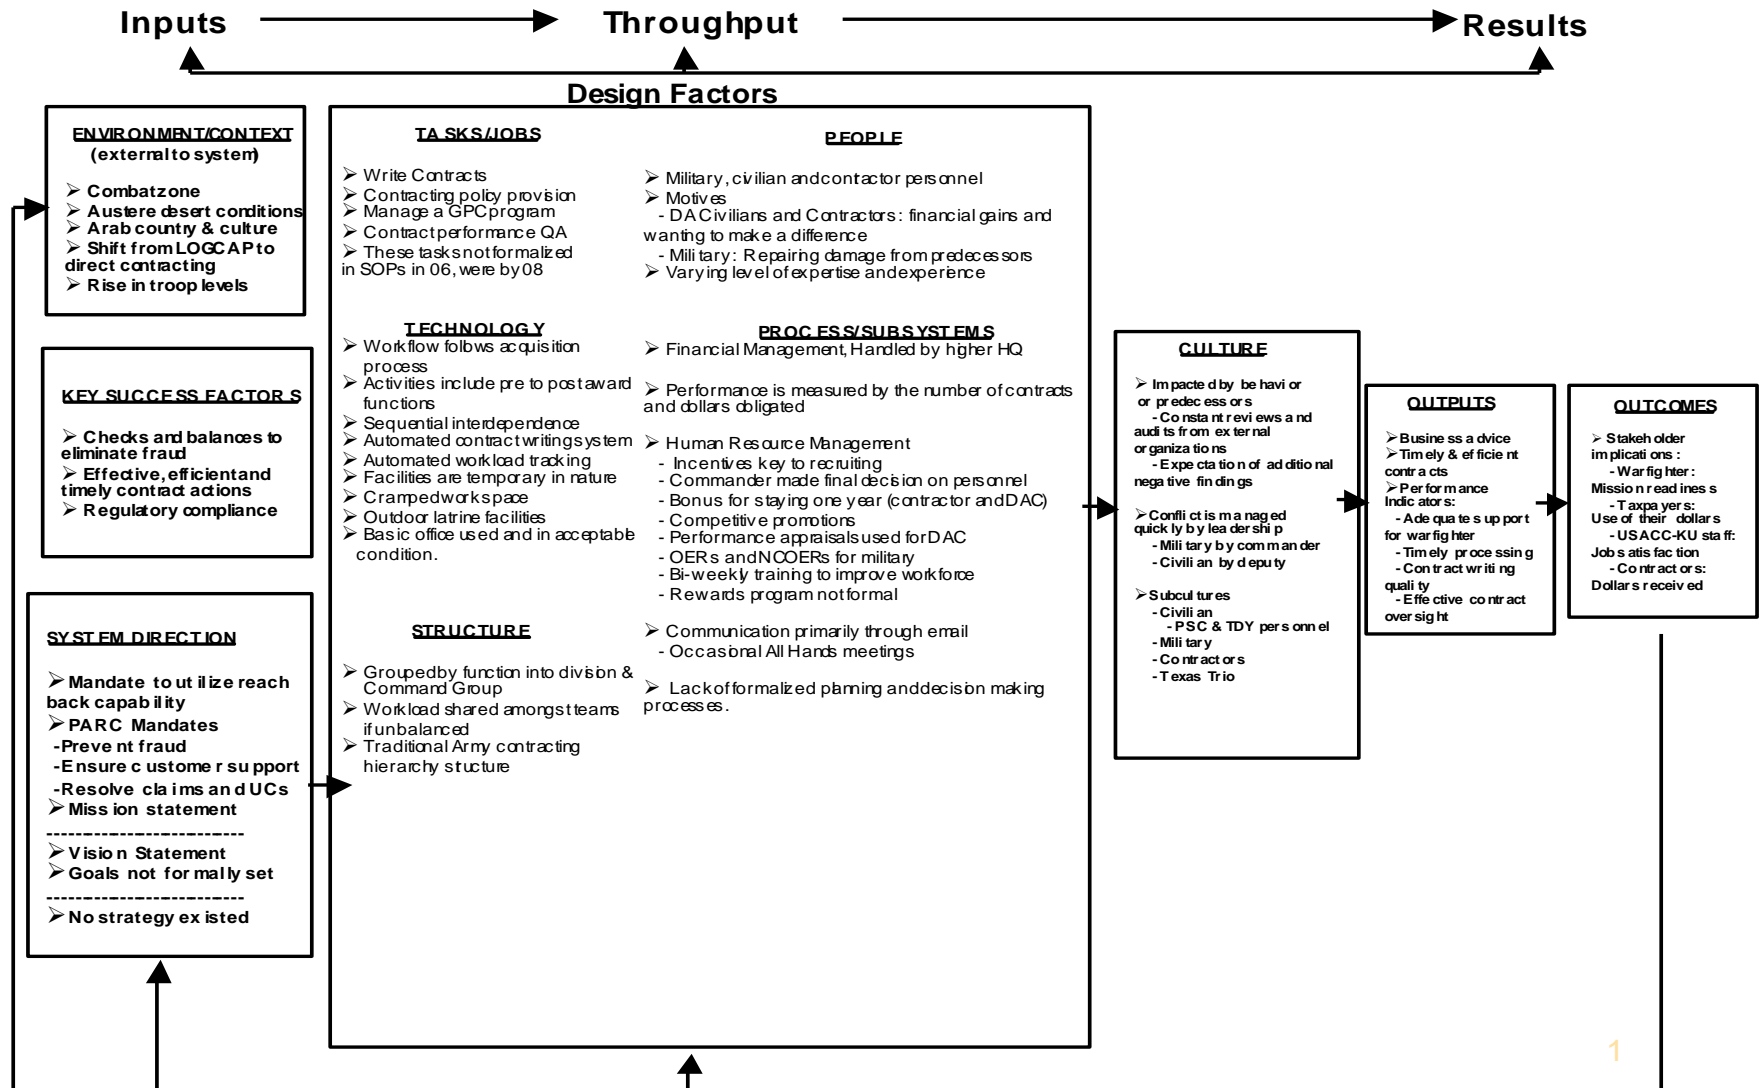 Inputs
Throughput
Results
Design Factors
ENVIRONMENT/CONTEXT
(external to system)
➢ Combat zone
➢ Austere desert conditions
➢ Arab country & culture
➢ Shift from LOGCAP to
direct contracting
➢ Rise in troop levels
KEY SUCCESS FACTORS
➢ Checks and balances to
eliminate fraud
➢ Effective, efficient and
timely contract actions
➢ Regulatory compliance
SYSTEM DIRECTION
➢ Mandate to utilize reach
back capability
➢ PARC Mandates
-Prevent fraud
-Ensure customer support
-Resolve claims and UCs
➢ Mission statement
----------------------------
➢ Vision Statement
➢ Goals not formally set
----------------------------
➢ No strategy existed
TASKS/JOBS
➢ Write Contracts
➢ Contracting policy provision
➢ Manage a GPC program
➢ Contract performance QA
➢ These tasks not formalized
in SOPs in 06, were by 08
TECHNOLOGY
➢ Workflow follows acquisition
process
➢ Activities include pre to post award
functions
➢ Sequential interdependence
➢ Automated contract writing system
➢ Automated workload tracking
➢ Facilities are temporary in nature
➢ Cramped work space
➢ Outdoor latrine facilities
➢ Basic office used and in acceptable
condition.
STRUCTURE
➢ Grouped by function into division &
Command Group
➢ Workload shared amongst teams
if unbalanced
➢ Traditional Army contracting
hierarchy structure
PEOPLE
➢ Military, civilian and contractor personnel
➢ Motives
- DA Civilians and Contractors: financial gains and
wanting to make a difference
- Military: Repairing damage from predecessors
➢ Varying level of expertise and experience
PROCESS/SUBSYSTEMS
➢ Financial Management, Handled by higher HQ
➢ Performance is measured by the number of contracts
and dollars obligated
➢ Human Resource Management
- Incentives key to recruiting
- Commander made final decision on personnel
- Bonus for staying one year (contractor and DAC)
- Competitive promotions
- Performance appraisals used for DAC
- OERs and NCOERs for military
- Bi-weekly training to improve workforce
- Rewards program not formal
➢ Communication primarily through email
- Occasional All Hands meetings
➢ Lack of formalized planning and decision making
processes.
CULTURE
➢ Impacted by behavior
or predecessors
- Constant reviews and
audits from external
organizations
- Expectation of additional
negative findings
➢ Conflict is managed
quickly by leadership
- Military by commander
- Civilian by deputy
➢ Subcultures
- Civilian
- PSC & TDY personnel
- Military
- Contractors
- Texas Trio
OUTPUTS
➢ Business advice
➢ Timely & efficient
contracts
➢ Performance
Indicators:
- Adequate support
for warfighter
- Timely processing
- Contract writing
quality
- Effective contract
oversight
OUTCOMES
➢ Stakeholder
implications:
- Warfighter:
Mission readiness
- Taxpayers:
Use of their dollars
- USACC-KU staff:
Job satisfaction
- Contractors:
Dollars received
1